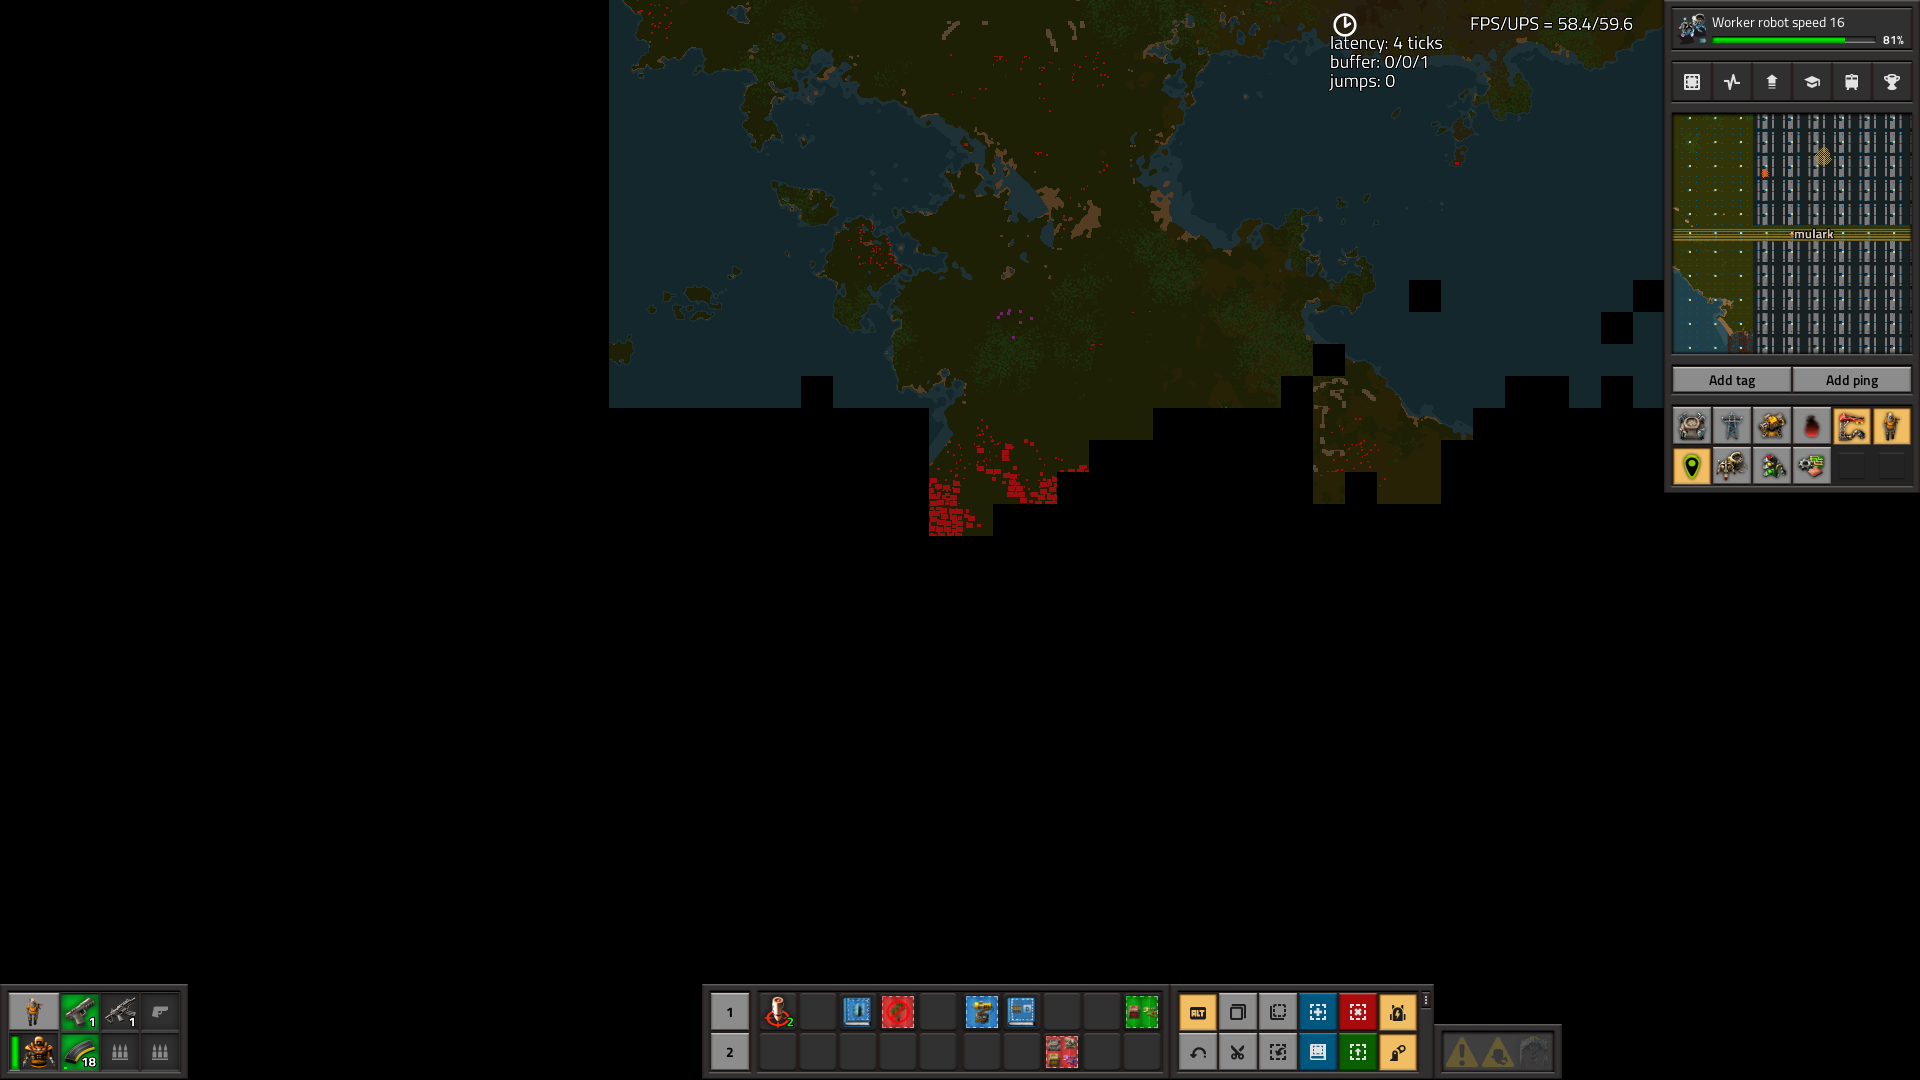 FPS/UPS = 58.4/59.6
latency: 4 ticks
buffer: 0/0/1
jumps: 0
Worker robot speed 16
81%
mulark
Add tag
Add ping
1
1
18
1
2
2
ALT